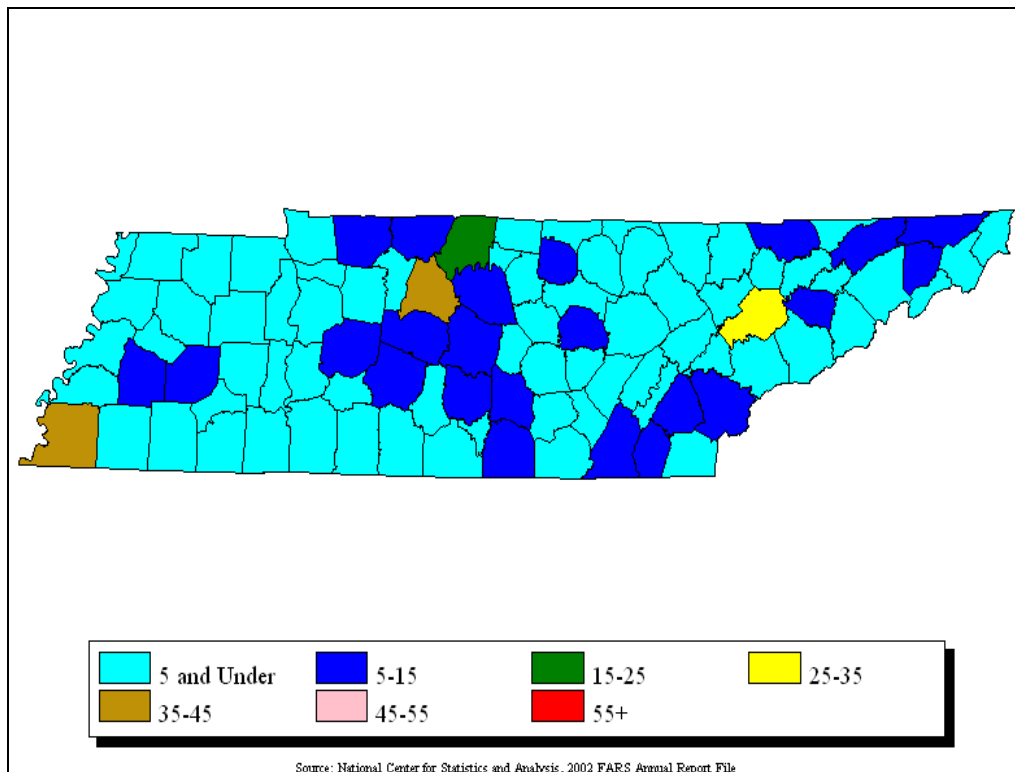 5 and Under 5-15 15-25 25-35
35-45 45-55 55+
Source: National Center for Statistics and Analysis, 2002 FARS Annual Report File